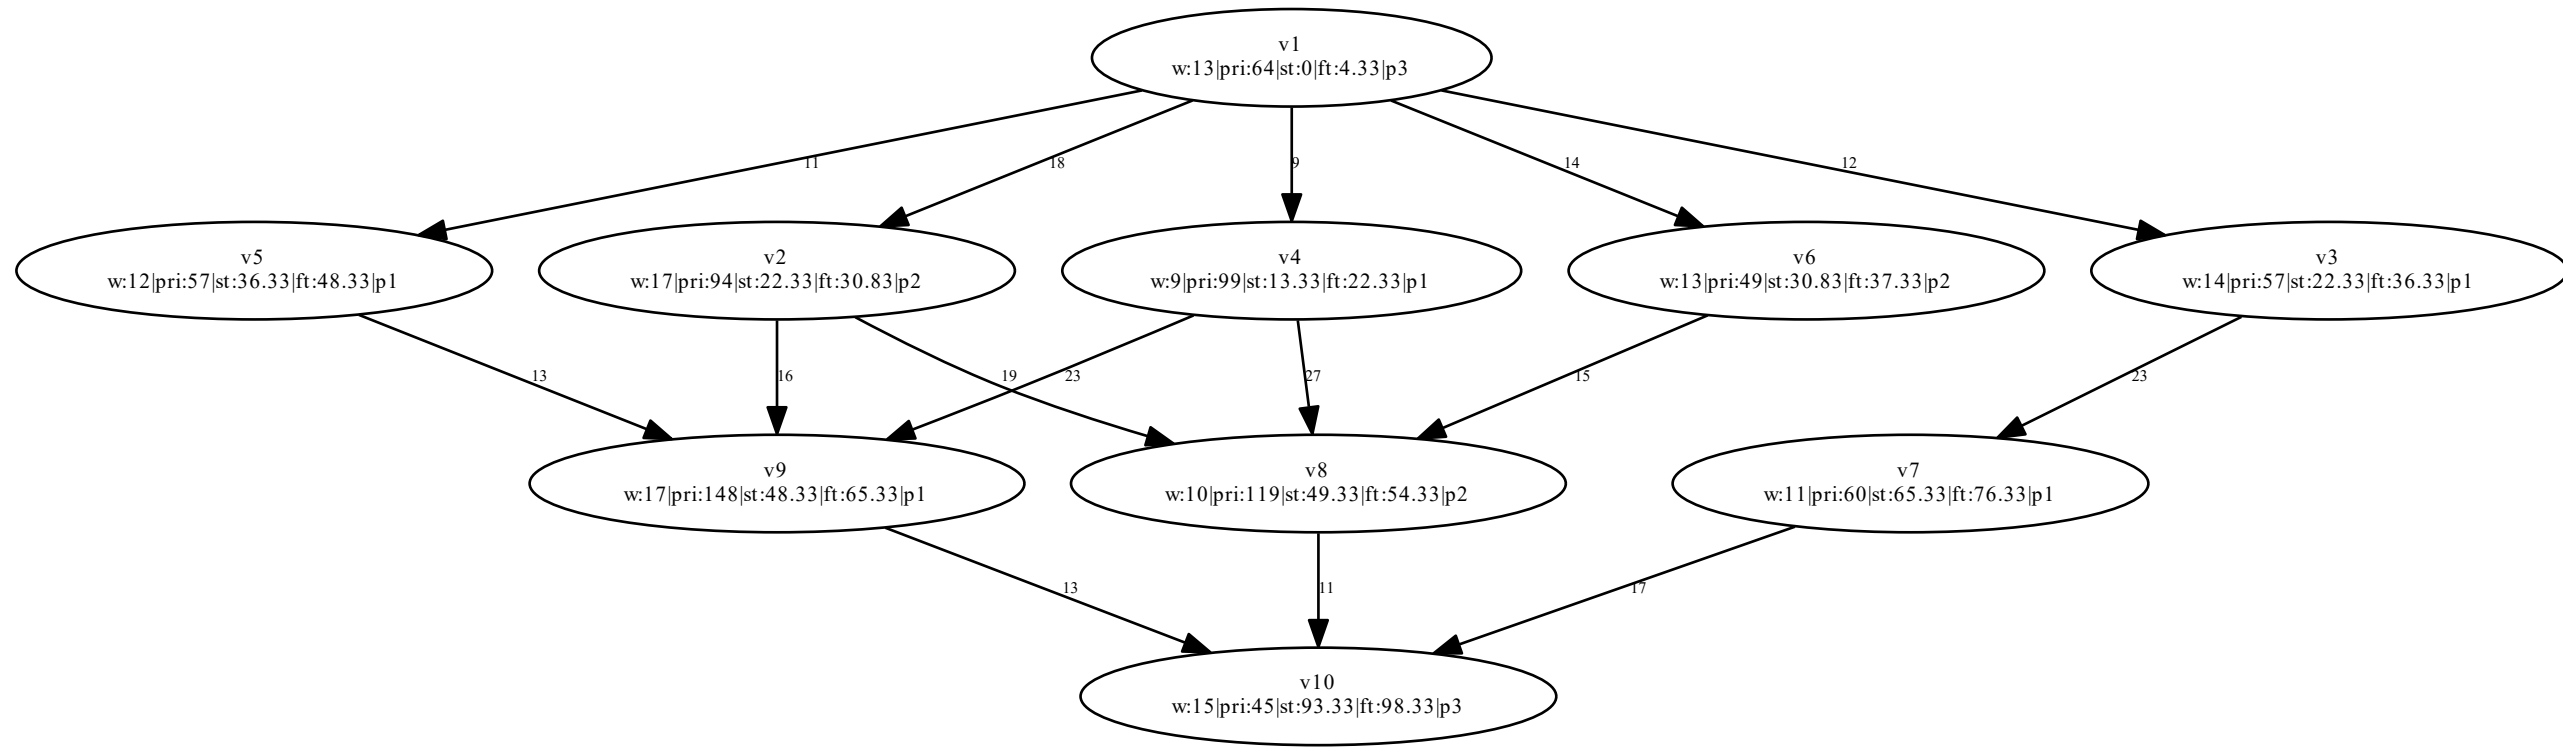 v1
w:13|pri:64|st:0|ft:4.33|p3
11
18
9
14
12
v5
w:12|pri:57|st:36.33|ft:48.33|p1
v2
w:17|pri:94|st:22.33|ft:30.83|p2
v4
w:9|pri:99|st:13.33|ft:22.33|p1
v6
w:13|pri:49|st:30.83|ft:37.33|p2
v3
w:14|pri:57|st:22.33|ft:36.33|p1
13
16
19
23
27
15
23
v9
w:17|pri:148|st:48.33|ft:65.33|p1
v8
w:10|pri:119|st:49.33|ft:54.33|p2
v7
w:11|pri:60|st:65.33|ft:76.33|p1
13
11
17
v10
w:15|pri:45|st:93.33|ft:98.33|p3